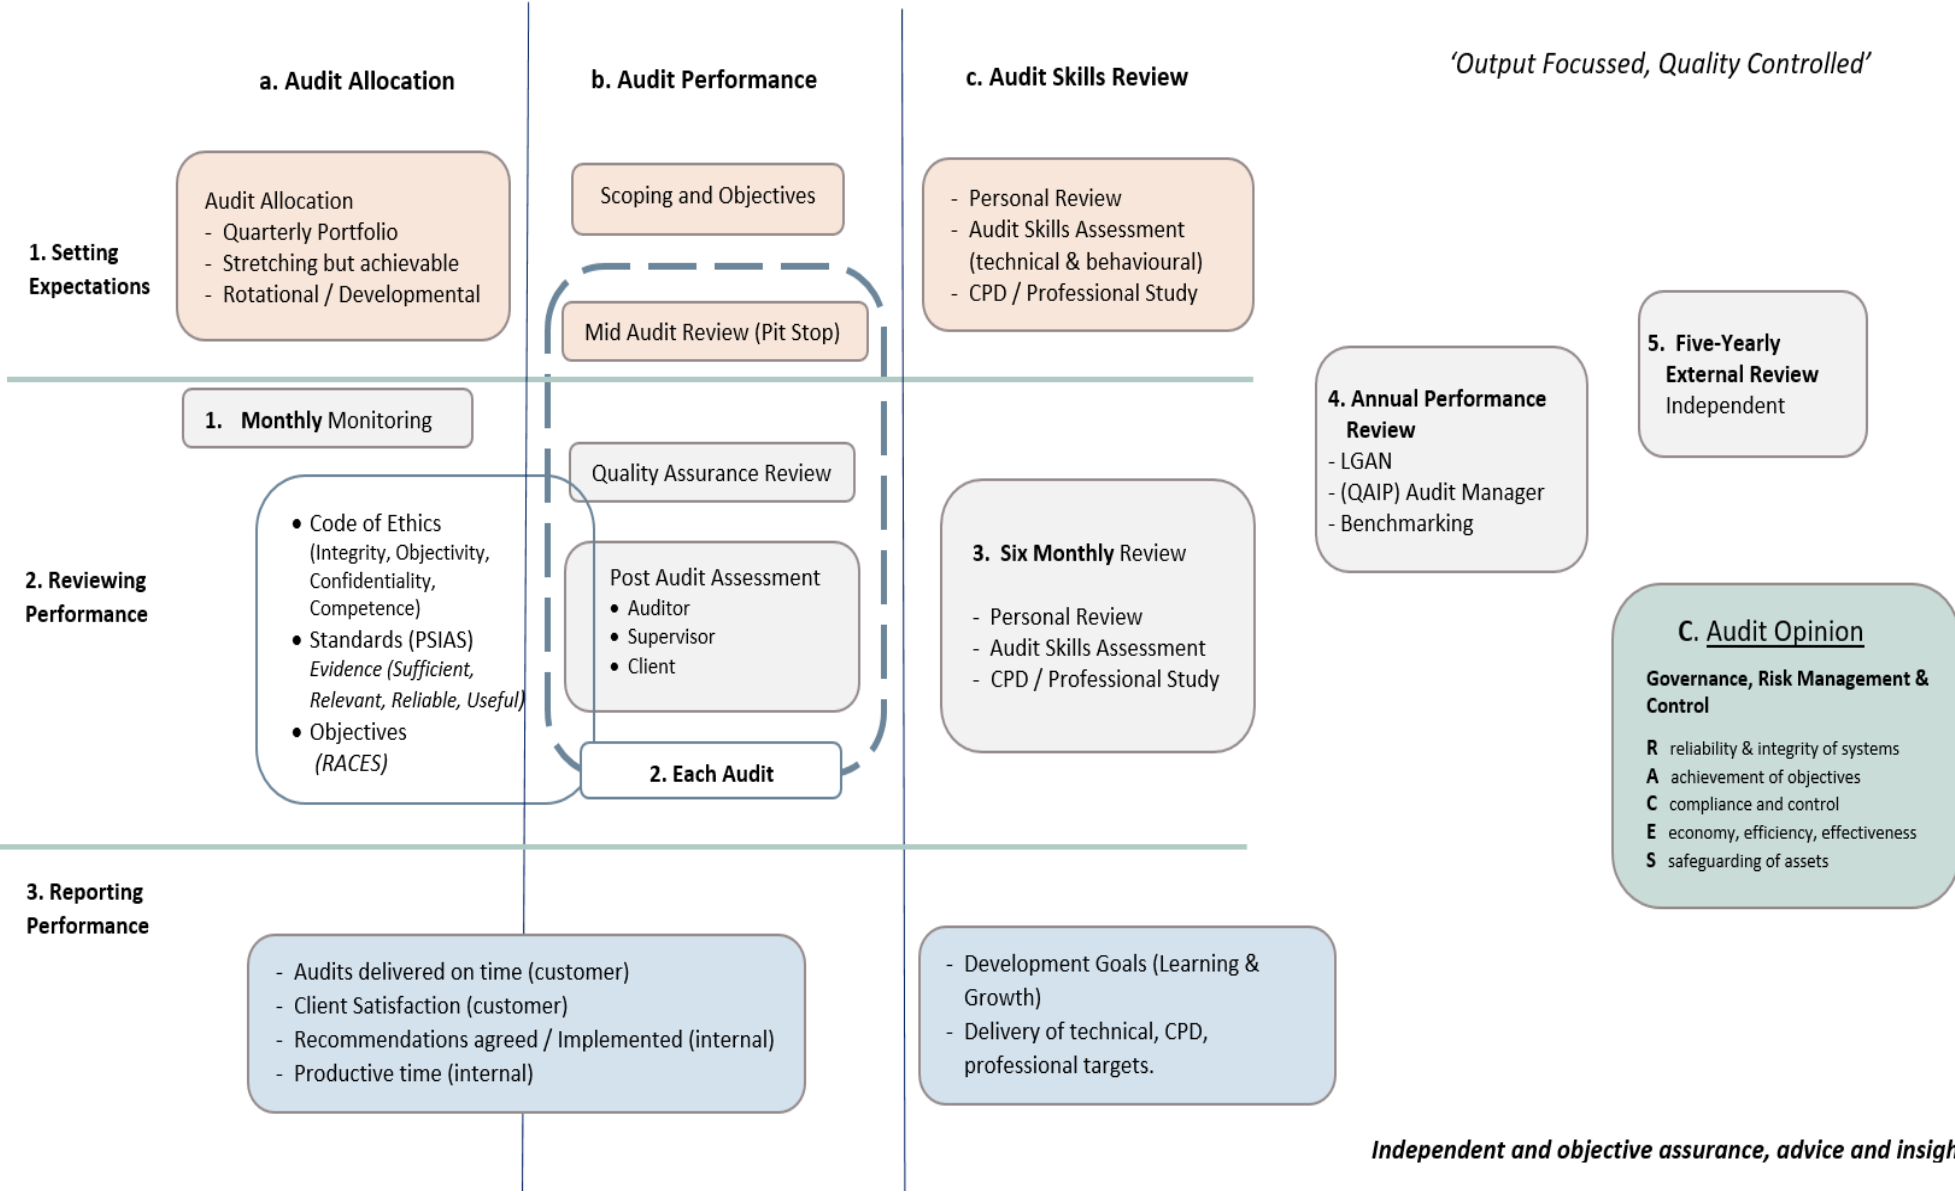 a. Audit Allocation
b. Audit Performance
c. Audit Skills Review
‘Output Focussed, Quality Controlled’
1. Setting
Expectations
Audit Allocation
- Quarterly Portfolio
- Stretching but achievable
- Rotational / Developmental
Scoping and Objectives
Mid Audit Review (Pit Stop)
- Personal Review
- Audit Skills Assessment
(technical & behavioural)
- CPD / Professional Study
2. Reviewing
Performance
1. Monthly Monitoring
• Code of Ethics
(Integrity, Objectivity,
Confidentiality,
Competence)
• Standards (PSIAS)
Evidence (Sufficient,
Relevant, Reliable, Useful)
• Objectives
(RACES)
Quality Assurance Review
Post Audit Assessment
• Auditor
• Supervisor
• Client
2. Each Audit
3. Six Monthly Review
- Personal Review
- Audit Skills Assessment
- CPD / Professional Study
4. Annual Performance
Review
- LGAN
- (QAIP) Audit Manager
- Benchmarking
5. Five-Yearly
External Review
Independent
C. Audit Opinion
Governance, Risk Management &
Control
R reliability & integrity of systems
A achievement of objectives
C compliance and control
E economy, efficiency, effectiveness
S safeguarding of assets
3. Reporting
Performance
- Audits delivered on time (customer)
- Client Satisfaction (customer)
- Recommendations agreed / Implemented (internal)
- Productive time (internal)
- Development Goals (Learning &
Growth)
- Delivery of technical, CPD,
professional targets.
Independent and objective assurance, advice and